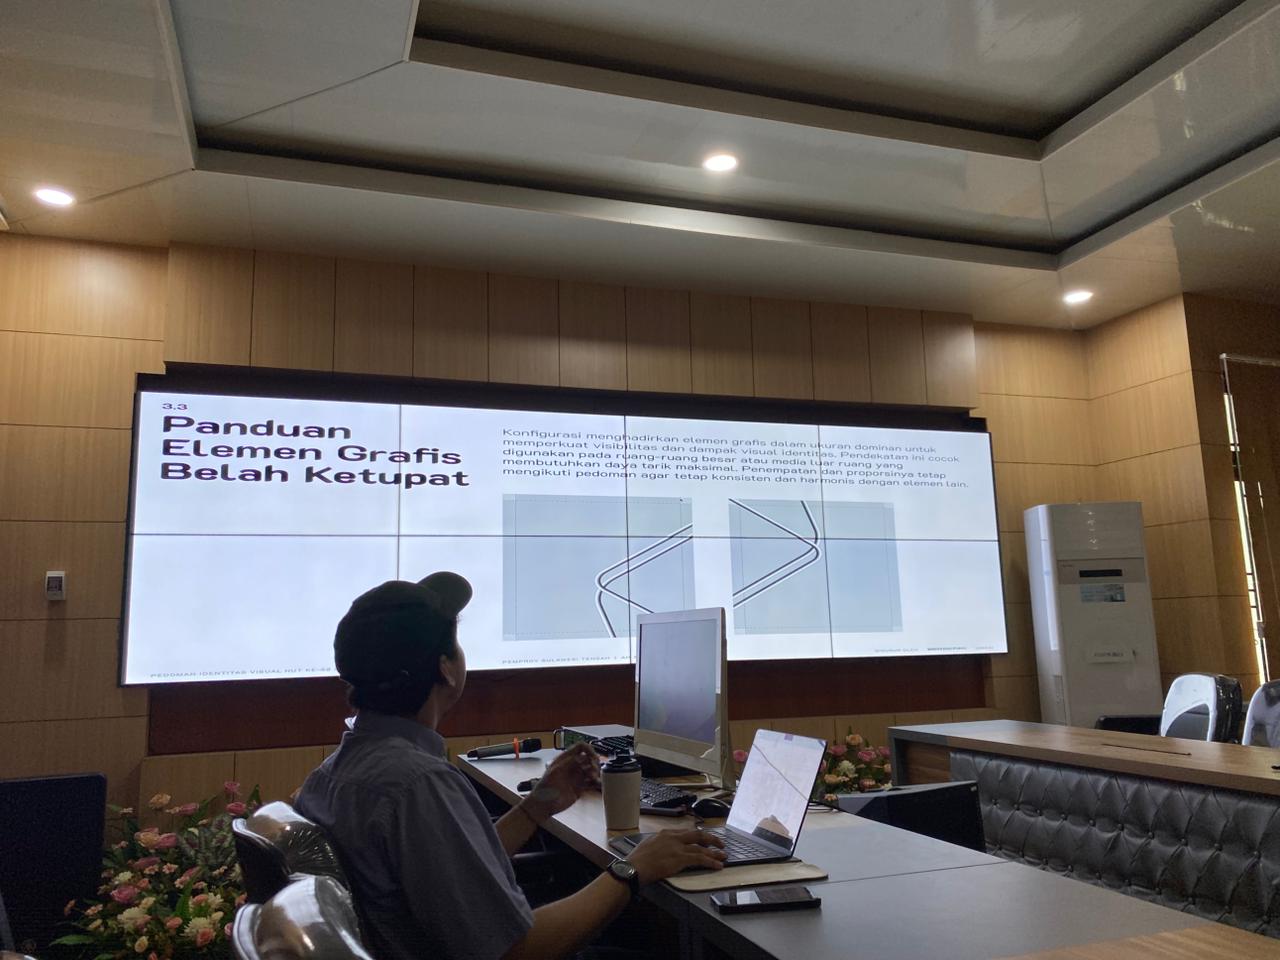 3.3
Panduan
Elemen Grafis
Belah Ketupat
Konfigurasi menghadirkan elemen grafis dalam ukuran dominan untuk
memperkuat visibilitas dan dampak visual identitas. Pendekatan ini cocok
digunakan pada ruang-ruang besar atau media luar ruang yang
membutuhkan daya tarik maksimal. Penempatan dan proporsinya tetap
mengikuti pedoman agar tetap konsisten dan harmonis dengan elemen lain.
PEDOMAN IDENTITAS VISUAL HUT KE-
PEMPROV SULAWESI TENGAH